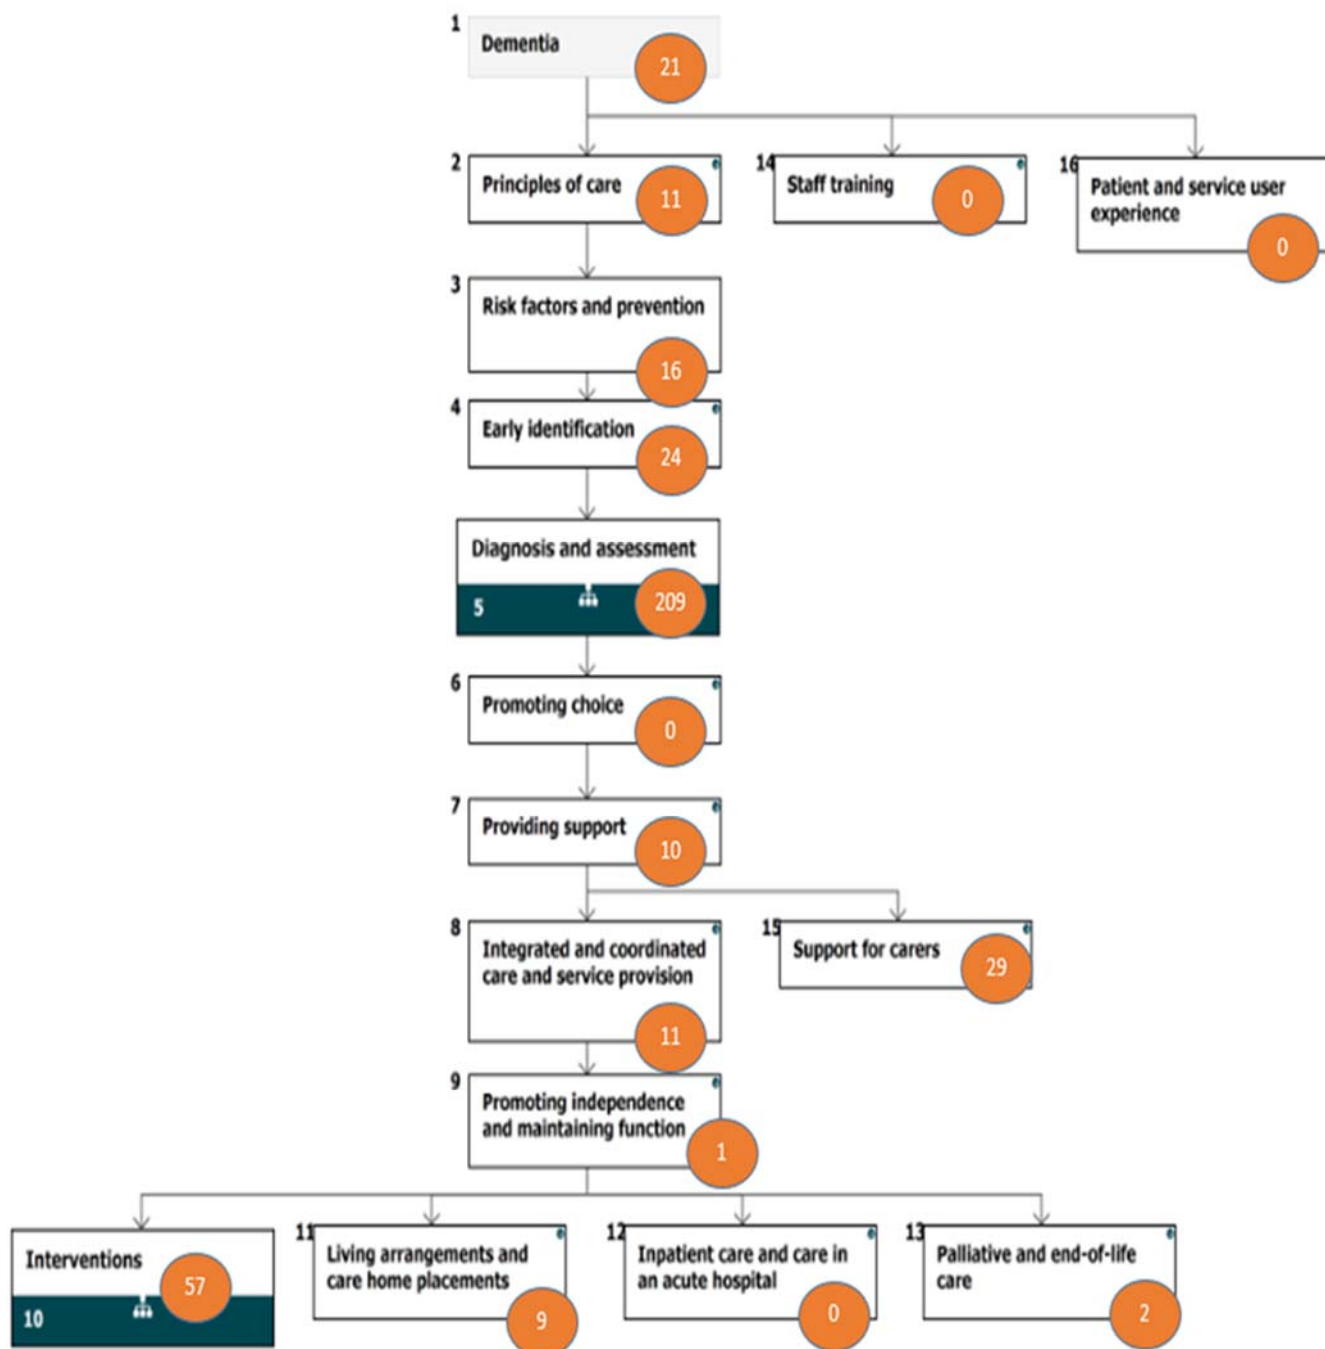 1
Dementia
21
2
Principles of care
11
14
Staff training
0
16
Patient and service user
experience
0
3
Risk factors and prevention
16
4
Early identification
24
Diagnosis and assessment
5
209
6
Promoting choice
0
7
Providing support
10
8
Integrated and coordinated
care and service provision
11
15
Support for carers
29
9
Promoting independence
and maintaining function
1
Interventions
57
10
11
Living arrangements and
care home placements
9
12
Inpatient care and care in
an acute hospital
0
13
Palliative and end-of-life
care
2